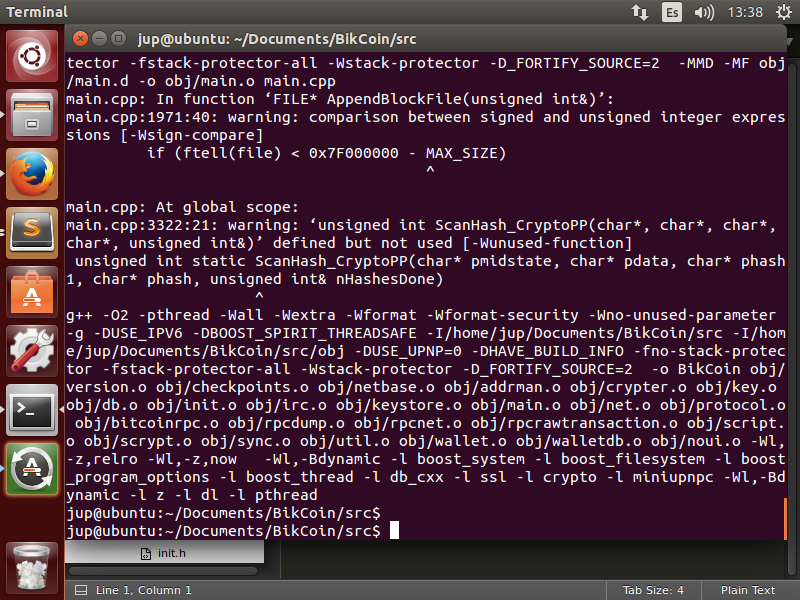 Terminal
Es
13:38
jup@ubuntu: ~/Documents/BikCoin/src
tector -fstack-protector-all -Wstack-protector -D_FORTIFY_SOURCE=2  -MMD -MF obj
/main.d -o obj/main.o main.cpp
main.cpp: In function ‘FILE* AppendBlockFile(unsigned int&)’:
main.cpp:1971:40: warning: comparison between signed and unsigned integer expres
sions [-Wsign-compare]
         if (ftell(file) < 0x7F000000 - MAX_SIZE)
                                        ^
main.cpp: At global scope:
main.cpp:3322:21: warning: ‘unsigned int ScanHash_CryptoPP(char*, char*, char*,
char*, unsigned int&)’ defined but not used [-Wunused-function]
 unsigned int static ScanHash_CryptoPP(char* pmidstate, char* pdata, char* phash
1, char* phash, unsigned int& nHashesDone)
                     ^
g++ -O2 -pthread -Wall -Wextra -Wformat -Wformat-security -Wno-unused-parameter
-g -DUSE_IPV6 -DBOOST_SPIRIT_THREADSAFE -I/home/jup/Documents/BikCoin/src -I/hom
e/jup/Documents/BikCoin/src/obj -DUSE_UPNP=0 -DHAVE_BUILD_INFO -fno-stack-protec
tor -fstack-protector-all -Wstack-protector -D_FORTIFY_SOURCE=2  -o BikCoin obj/
version.o obj/checkpoints.o obj/netbase.o obj/addrman.o obj/crypter.o obj/key.o
obj/db.o obj/init.o obj/irc.o obj/keystore.o obj/main.o obj/net.o obj/protocol.o
 obj/bitcoinrpc.o obj/rpcdump.o obj/rpcnet.o obj/rpcrawtransaction.o obj/script.
o obj/scrypt.o obj/sync.o obj/util.o obj/wallet.o obj/walletdb.o obj/noui.o -Wl,
-z,relro -Wl,-z,now   -Wl,-Bdynamic -l boost_system -l boost_filesystem -l boost
_program_options -l boost_thread -l db_cxx -l ssl -l crypto -l miniupnpc -Wl,-Bd
ynamic -l z -l dl -l pthread
jup@ubuntu:~/Documents/BikCoin/src$
jup@ubuntu:~/Documents/BikCoin/src$
init.h
Line 1, Column 1
Tab Size: 4
Plain Text